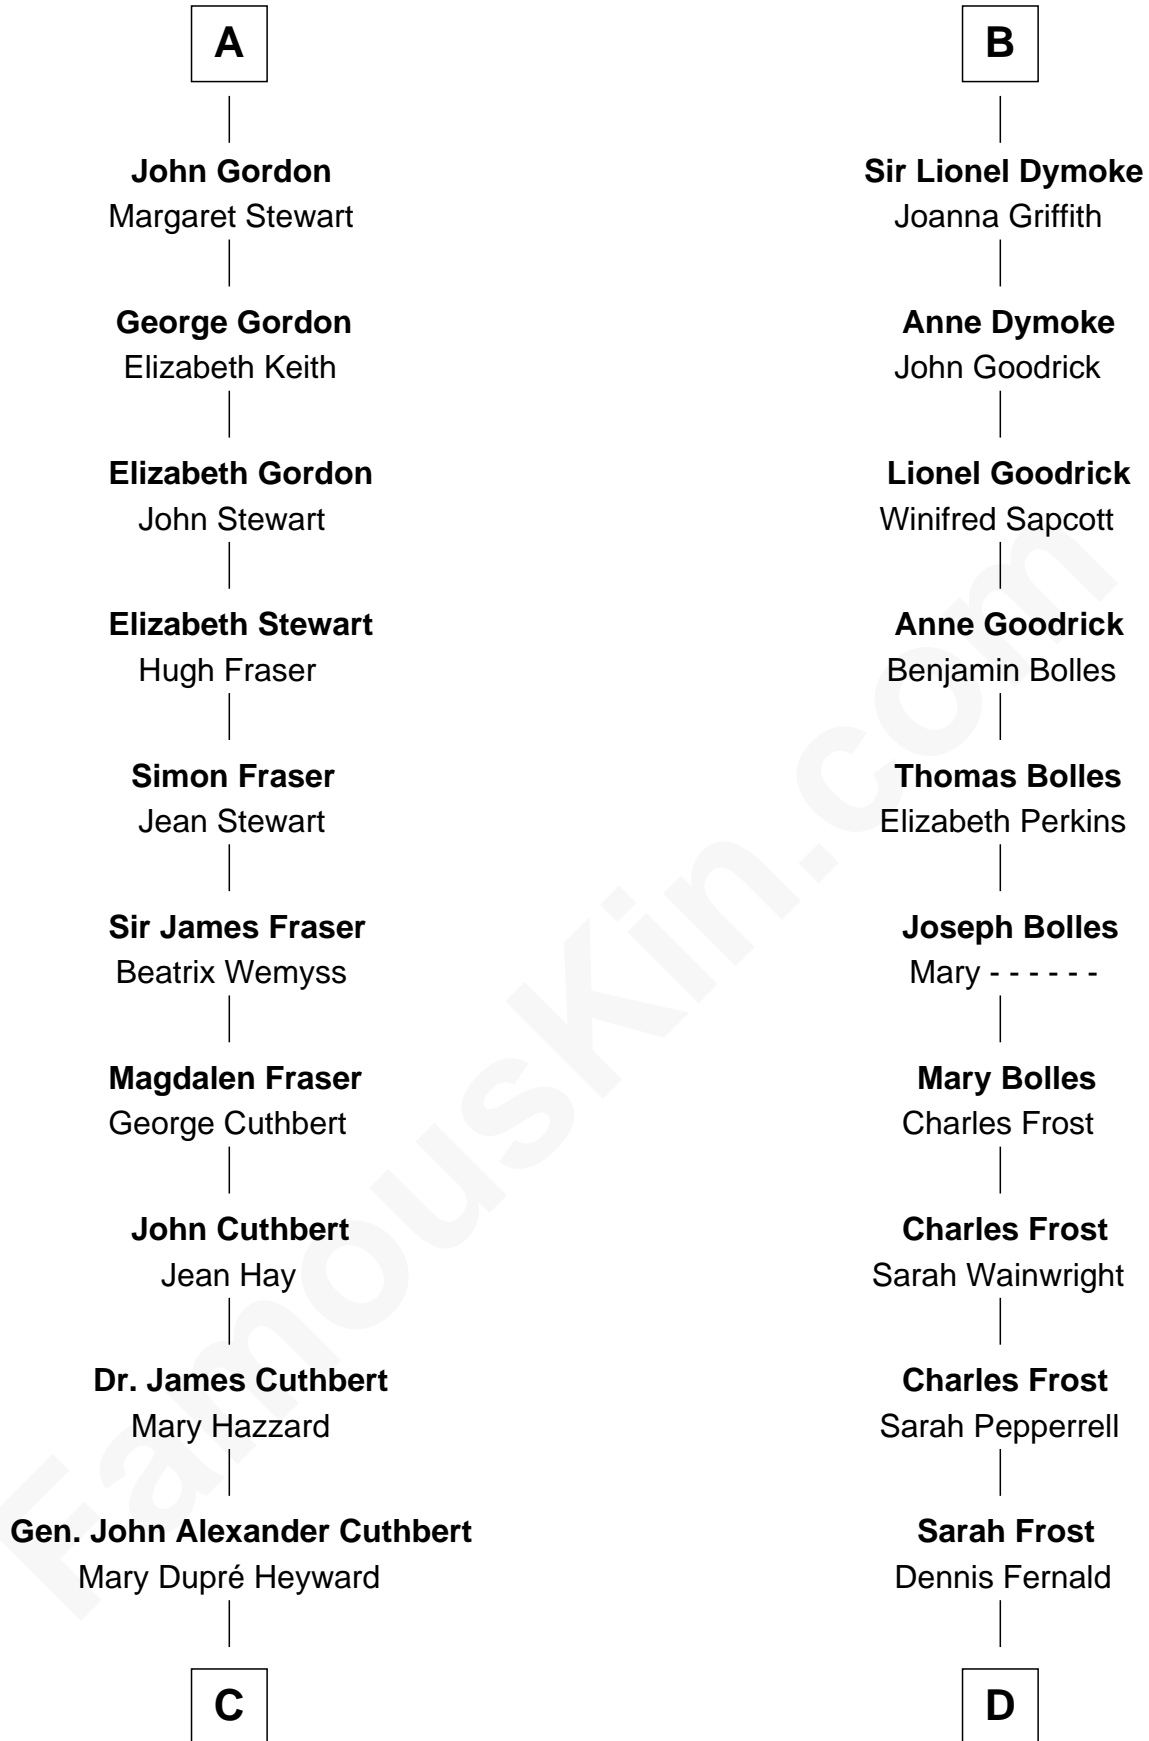 A
John Gordon
Margaret Stewart
George Gordon
Elizabeth Keith
Elizabeth Gordon
John Stewart
Elizabeth Stewart
Hugh Fraser
Simon Fraser
Jean Stewart
Sir James Fraser
Beatrix Wemyss
Magdalen Fraser
George Cuthbert
John Cuthbert
Jean Hay
Dr. James Cuthbert
Mary Hazzard
Gen. John Alexander Cuthbert
Mary Dupré Heyward
C
B
Sir Lionel Dymoke
Joanna Griffith
Anne Dymoke
John Goodrick
Lionel Goodrick
Winifred Sapcott
Anne Goodrick
Benjamin Bolles
Thomas Bolles
Elizabeth Perkins
Joseph Bolles
Mary - - - - - -
Mary Bolles
Charles Frost
Charles Frost
Sarah Wainwright
Charles Frost
Sarah Pepperrell
Sarah Frost
Dennis Fernald
D
FamousKin.com